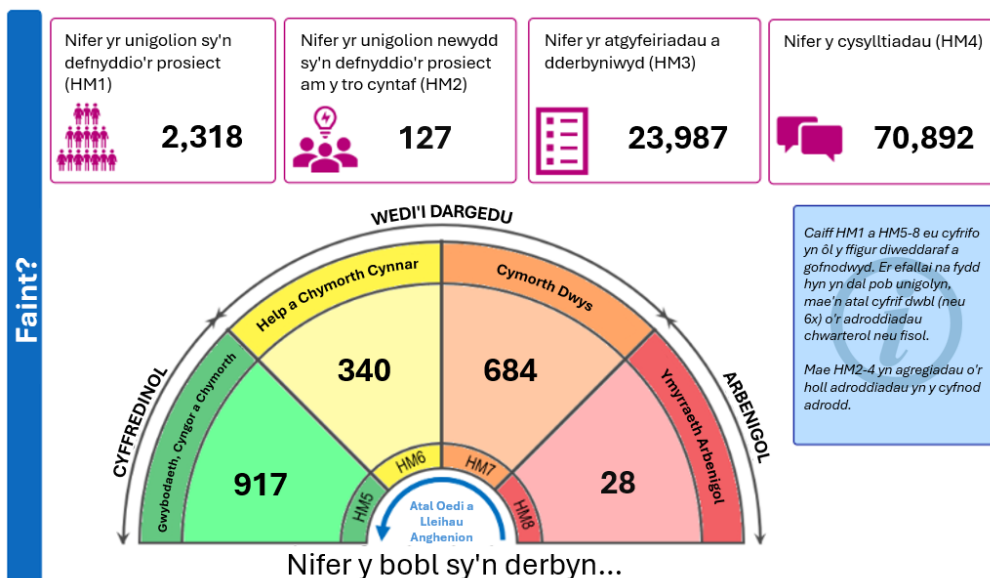 Faint?
Nifer yr unigolion sy'n
defnyddio'r prosiect
(HM1)
2,318
Nifer yr unigolion newydd
sy'n defnyddio'r prosiect
am y tro cyntaf (HM2)
127
Nifer yr atgyfeiriadau a
dderbyniwyd (HM3)
23,987
Nifer y cysylltiadau (HM4)
70,892
WEDI'I DARGEDU
CYFFREDINOL
ARBENIGOL
Gwybodaeth, Cyngor a Chymorth
Help a Chymorth Cynnar
Cymorth Dwys
Ymyrraeth Arbenigol
917
340
684
28
HM5
HM6
HM7
HM8
Atal Oedi a
Lleihau
Anghenion
Nifer y bobl sy'n derbyn...
Caiff HM1 a HM5-8 eu cyfrifo
yn ôl y ffigur diweddaraf a
gofnodwyd. Er efallai na fydd
hyn yn dal pob unigolyn,
mae'n atal cyfrif dwbl (neu
6x) o'r adroddiadau
chwarterol neu fisol.
Mae HM2-4 yn agregiadau o'r
holl adroddiadau yn y cyfnod
adrodd.